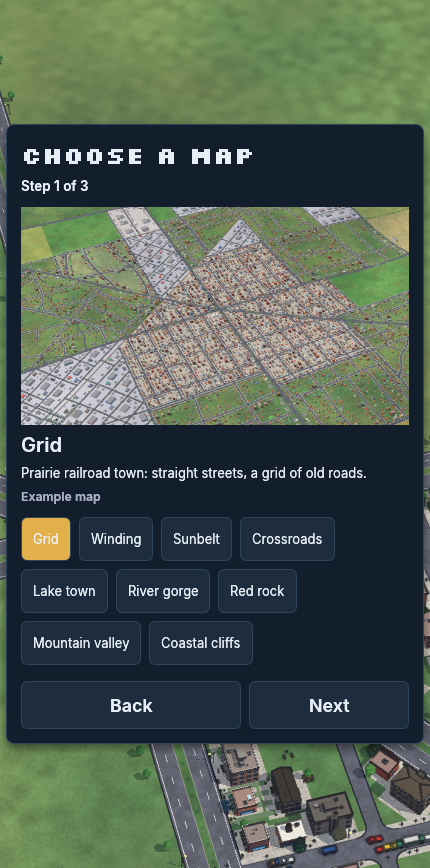 CHOOSE A MAP
Step 1 of 3
Grid
Prairie railroad town: straight streets, a grid of old roads.
Example map
Grid
Winding
Sunbelt
Crossroads
Lake town
River gorge
Red rock
Mountain valley
Coastal cliffs
Back
Next